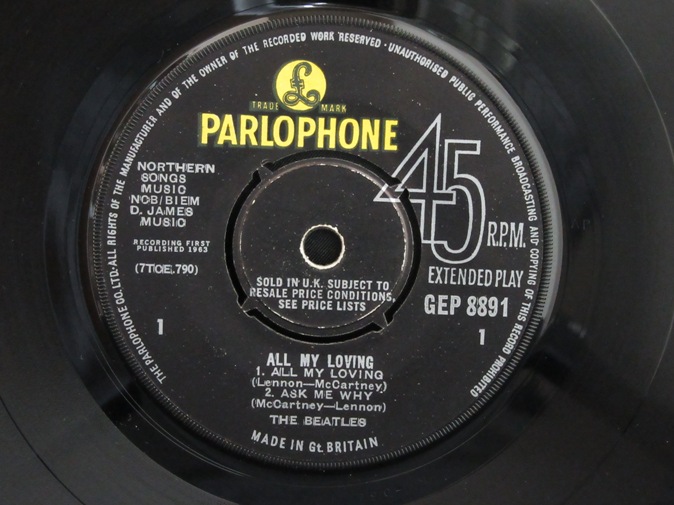 THE PARLOPHONE CO. LTD. ALL RIGHTS OF THE MANUFACTURER AND OF THE OWNER OF THE RECORDED WORK RESERVED · UNAUTHORISED PUBLIC PERFORMANCE BROADCASTING AND COPYING OF THIS RECORD PROHIBITED
£
TRADE MARK
PARLOPHONE
NORTHERN
SONGS
MUSIC
NCB/BIEM
D. JAMES
MUSIC
RECORDING FIRST
PUBLISHED 1963
(7TCE.790)
45
R.P.M.
EXTENDED PLAY
GEP 8891
SOLD IN U.K. SUBJECT TO
RESALE PRICE CONDITIONS,
SEE PRICE LISTS
1
1
ALL MY LOVING
1. ALL MY LOVING
(Lennon—McCartney)
2. ASK ME WHY
(McCartney—Lennon)
THE BEATLES
MADE IN Gt. BRITAIN